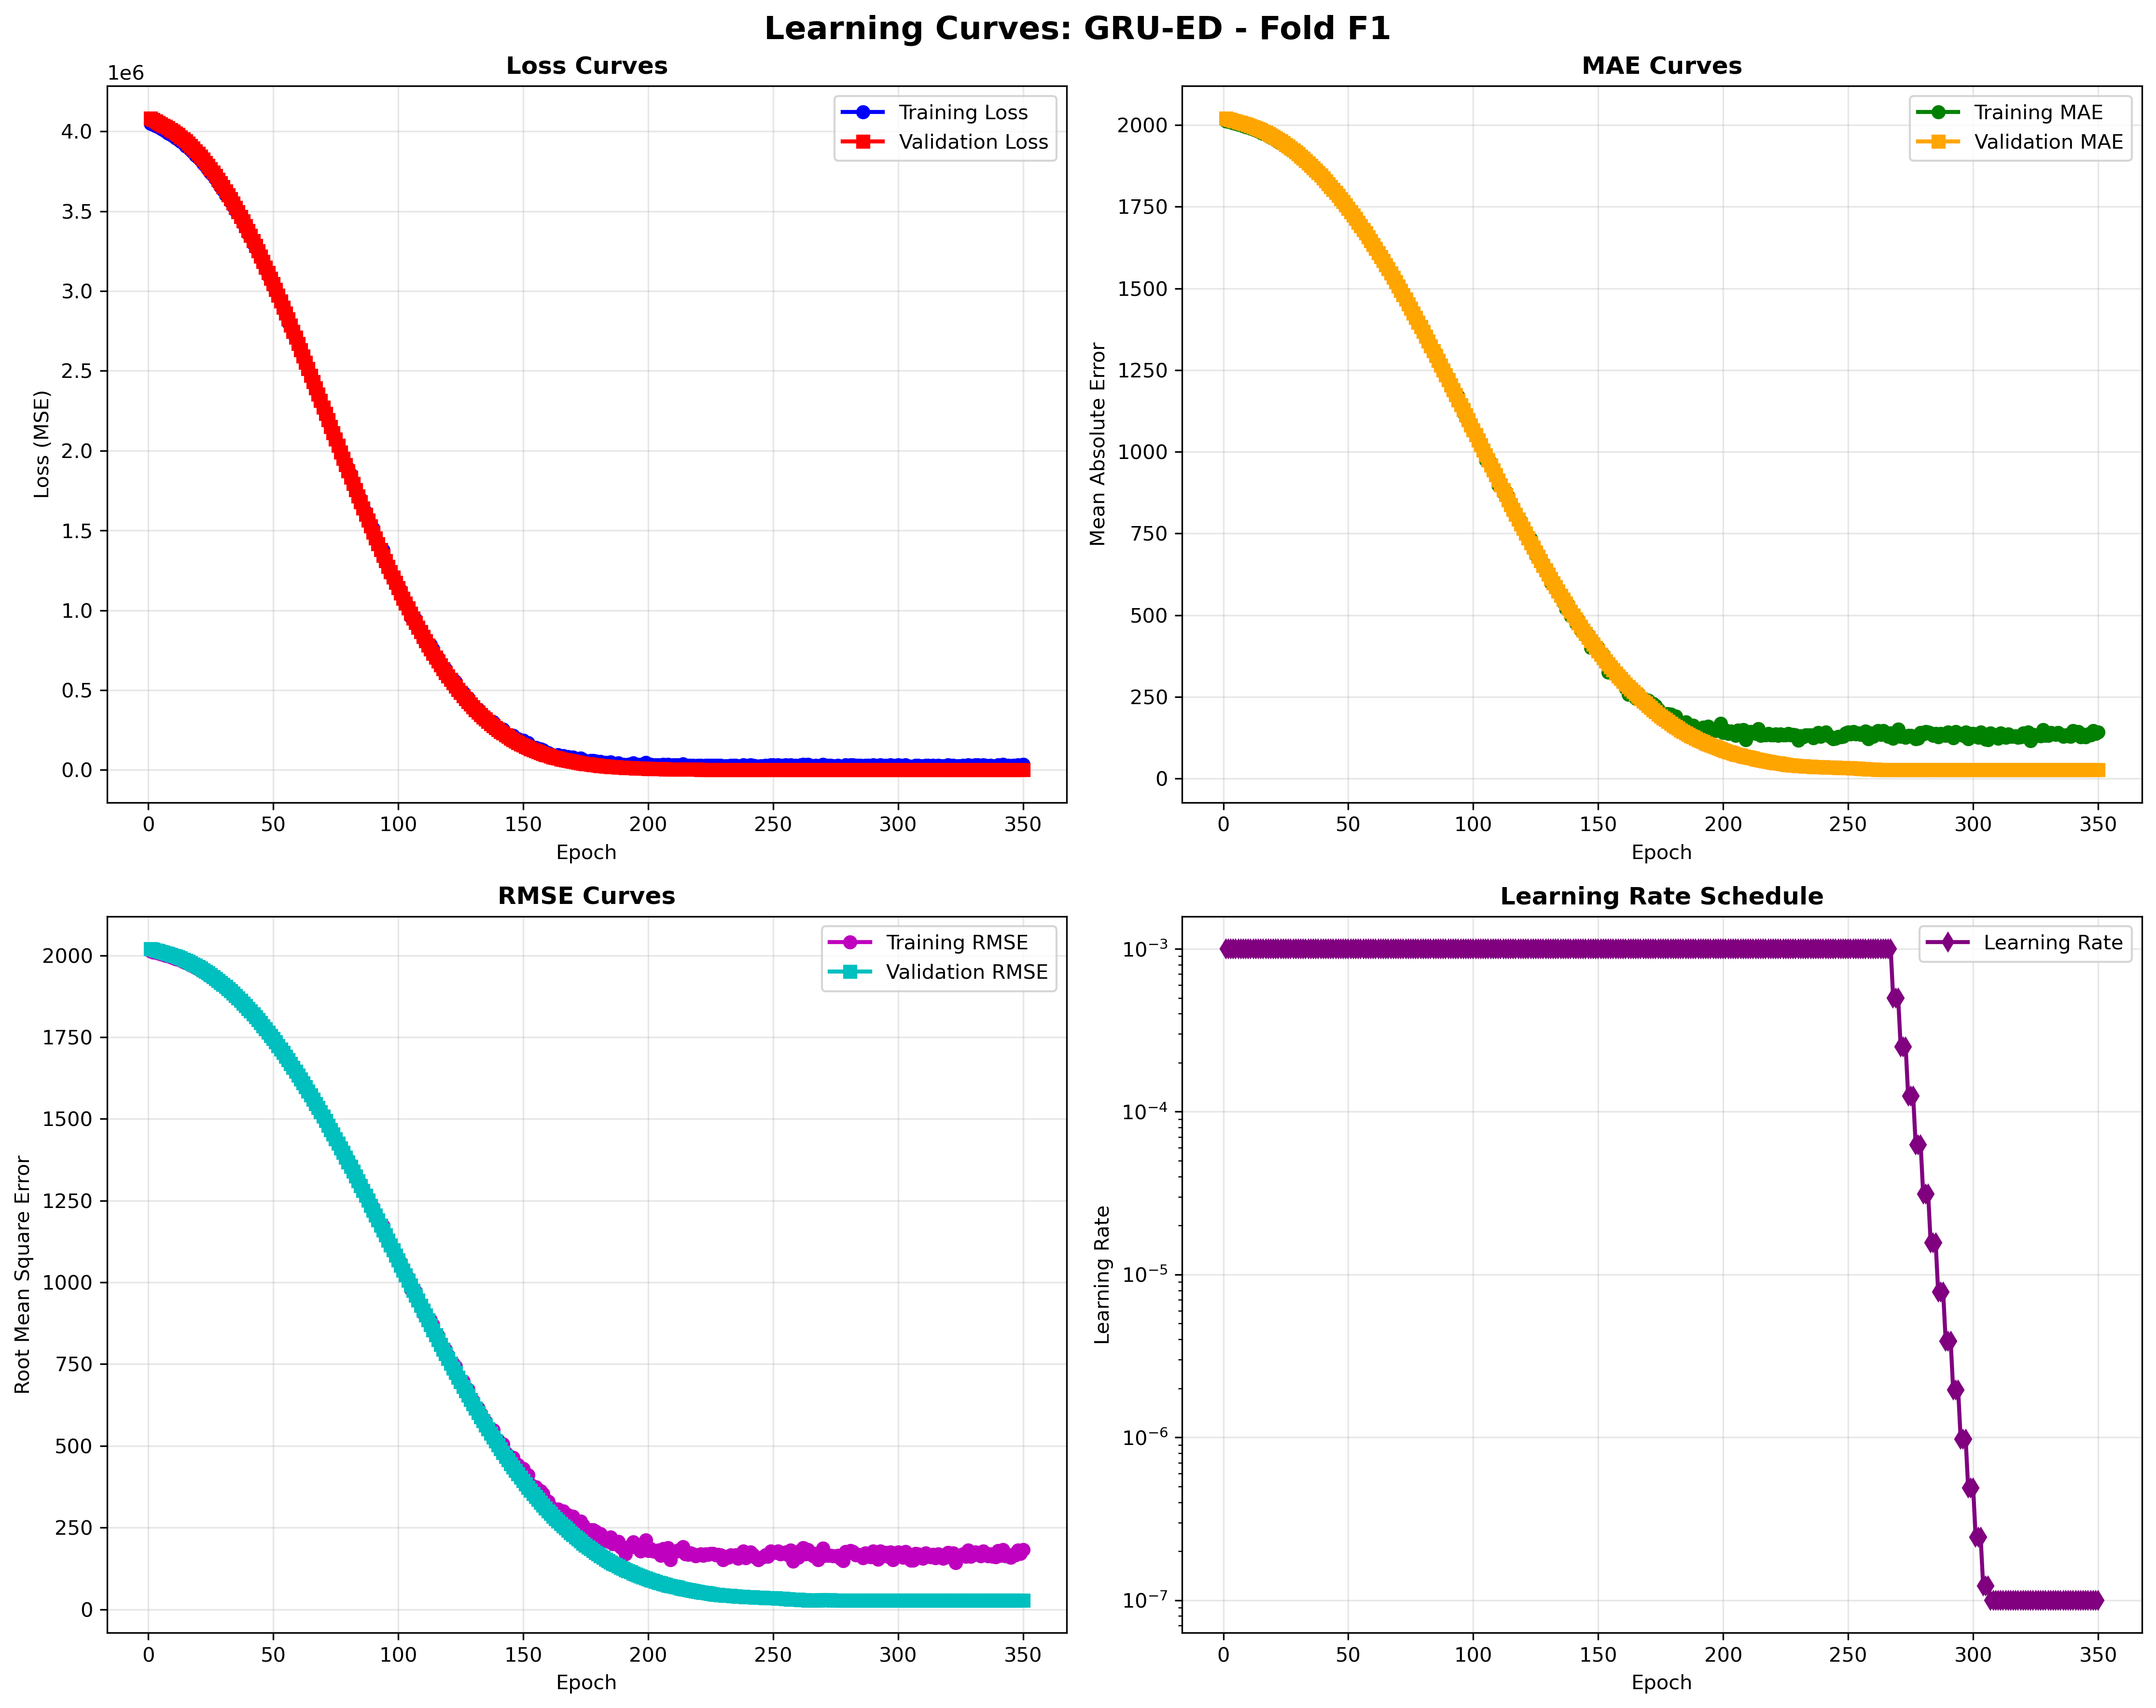 Learning Curves: GRU-ED - Fold F1
Loss Curves
1e6
Training Loss
Validation Loss
4.0
3.5
3.0
2.5
2.0
1.5
1.0
0.5
0.0
Loss (MSE)
0 50 100 150 200 250 300 350
Epoch
MAE Curves
Training MAE
Validation MAE
2000
1750
1500
1250
1000
750
500
250
0
Mean Absolute Error
0 50 100 150 200 250 300 350
Epoch
RMSE Curves
Training RMSE
Validation RMSE
2000
1750
1500
1250
1000
750
500
250
0
Root Mean Square Error
0 50 100 150 200 250 300 350
Epoch
Learning Rate Schedule
Learning Rate
10⁻³
10⁻⁴
10⁻⁵
10⁻⁶
10⁻⁷
Learning Rate
0 50 100 150 200 250 300 350
Epoch